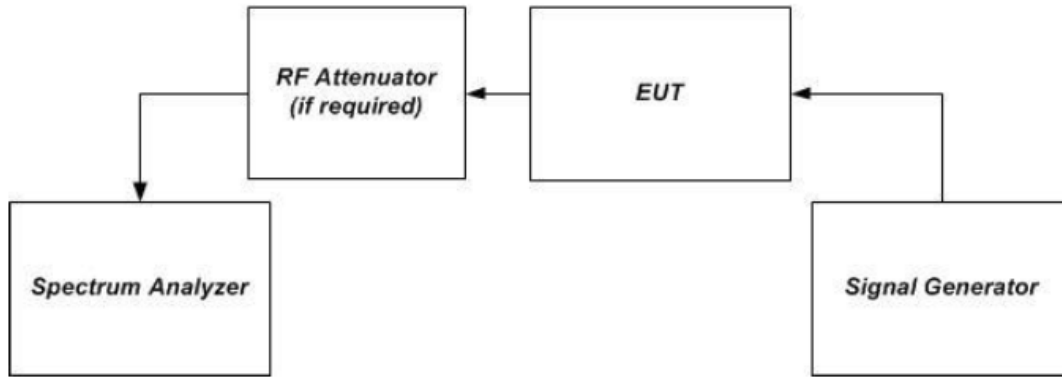 RF Attenuator
(if required)
EUT
Spectrum Analyzer
Signal Generator